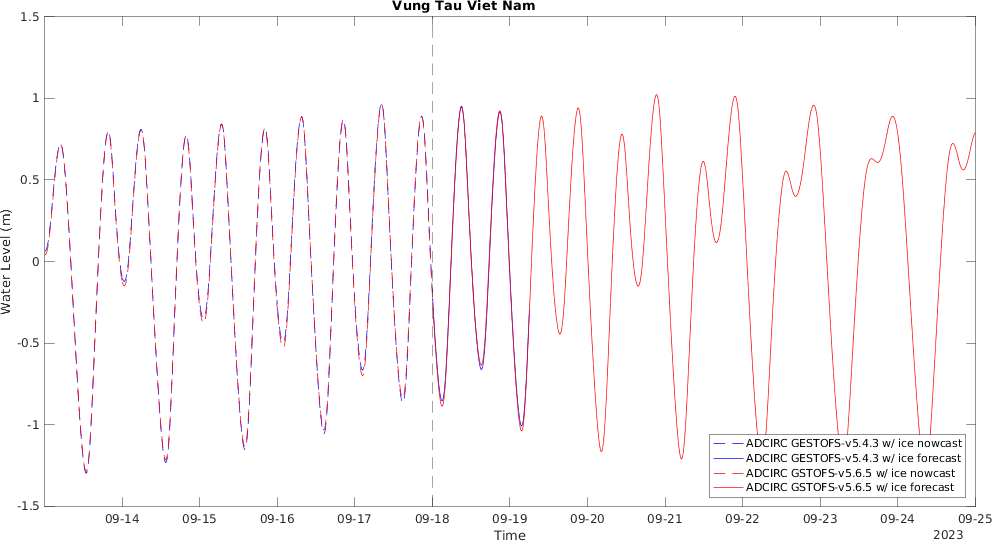 Vung Tau Viet Nam
1.5
1
0.5
0
-0.5
-1
-1.5
Water Level (m)
ADCIRC GESTOFS-v5.4.3 w/ ice nowcast
ADCIRC GESTOFS-v5.4.3 w/ ice forecast
ADCIRC GSTOFS-v5.6.5 w/ ice nowcast
ADCIRC GSTOFS-v5.6.5 w/ ice forecast
09-14 09-15 09-16 09-17 09-18 09-19 09-20 09-21 09-22 09-23 09-24 09-25
Time
2023